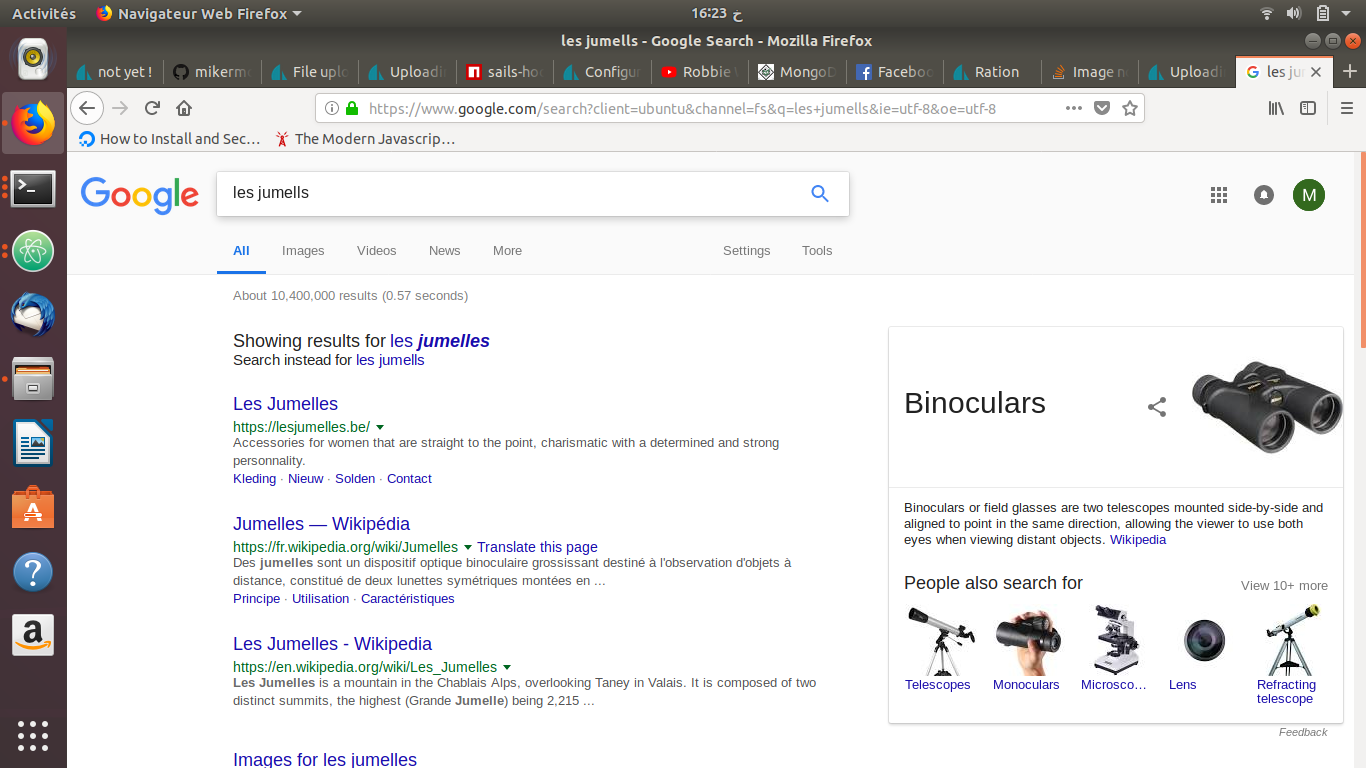 Activités
Navigateur Web Firefox
خ 16:23
les jumells - Google Search - Mozilla Firefox
not yet !
mikerm
File uplo
Uploadi
sails-ho
Configu
Robbie
MongoD
Faceboo
Ration
Image n
Uploadi
les ju
https://www.google.com/search?client=ubuntu&channel=fs&q=les+jumells&ie=utf-8&oe=utf-8
How to Install and Sec…
The Modern Javascrip…
Google
les jumells
M
All
Images
Videos
News
More
Settings
Tools
About 10,400,000 results (0.57 seconds)
Showing results for les jumelles
Search instead for les jumells
Les Jumelles
https://lesjumelles.be/
Accessories for women that are straight to the point, charismatic with a determined and strong
personnality.
Kleding · Nieuw · Solden · Contact
Jumelles — Wikipédia
https://fr.wikipedia.org/wiki/Jumelles Translate this page
Des jumelles sont un dispositif optique binoculaire grossissant destiné à l'observation d'objets à
distance, constitué de deux lunettes symétriques montées en ...
Principe · Utilisation · Caractéristiques
Les Jumelles - Wikipedia
https://en.wikipedia.org/wiki/Les_Jumelles
Les Jumelles is a mountain in the Chablais Alps, overlooking Taney in Valais. It is composed of two
distinct summits, the highest (Grande Jumelle) being 2,215 ...
Images for les jumelles
Binoculars
Binoculars or field glasses are two telescopes mounted side-by-side and
aligned to point in the same direction, allowing the viewer to use both
eyes when viewing distant objects. Wikipedia
People also search for
View 10+ more
Telescopes
Monoculars
Microsco…
Lens
Refracting
telescope
Feedback